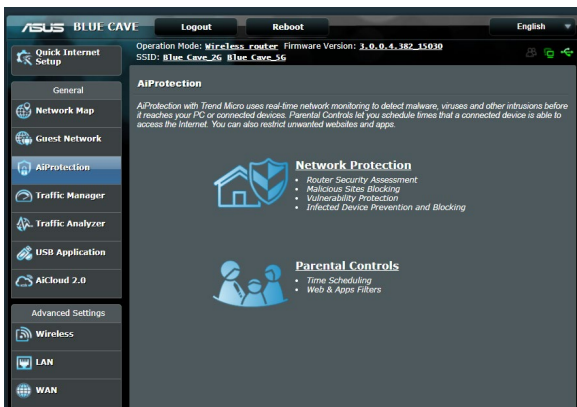 ASUS BLUE CAVE
Logout
Reboot
English
Quick Internet
Setup
Operation Mode: Wireless router Firmware Version: 3.0.0.4.382_15030
SSID: Blue Cave_2G Blue Cave_5G
General
Network Map
Guest Network
AiProtection
Traffic Manager
Traffic Analyzer
USB Application
AiCloud 2.0
Advanced Settings
Wireless
LAN
WAN
AiProtection
AiProtection with Trend Micro uses real-time network monitoring to detect malware, viruses and other intrusions before
it reaches your PC or connected devices. Parental Controls let you schedule times that a connected device is able to
access the Internet. You can also restrict unwanted websites and apps.
Network Protection
• Router Security Assessment
• Malicious Sites Blocking
• Vulnerability Protection
• Infected Device Prevention and Blocking
Parental Controls
• Time Scheduling
• Web & Apps Filters